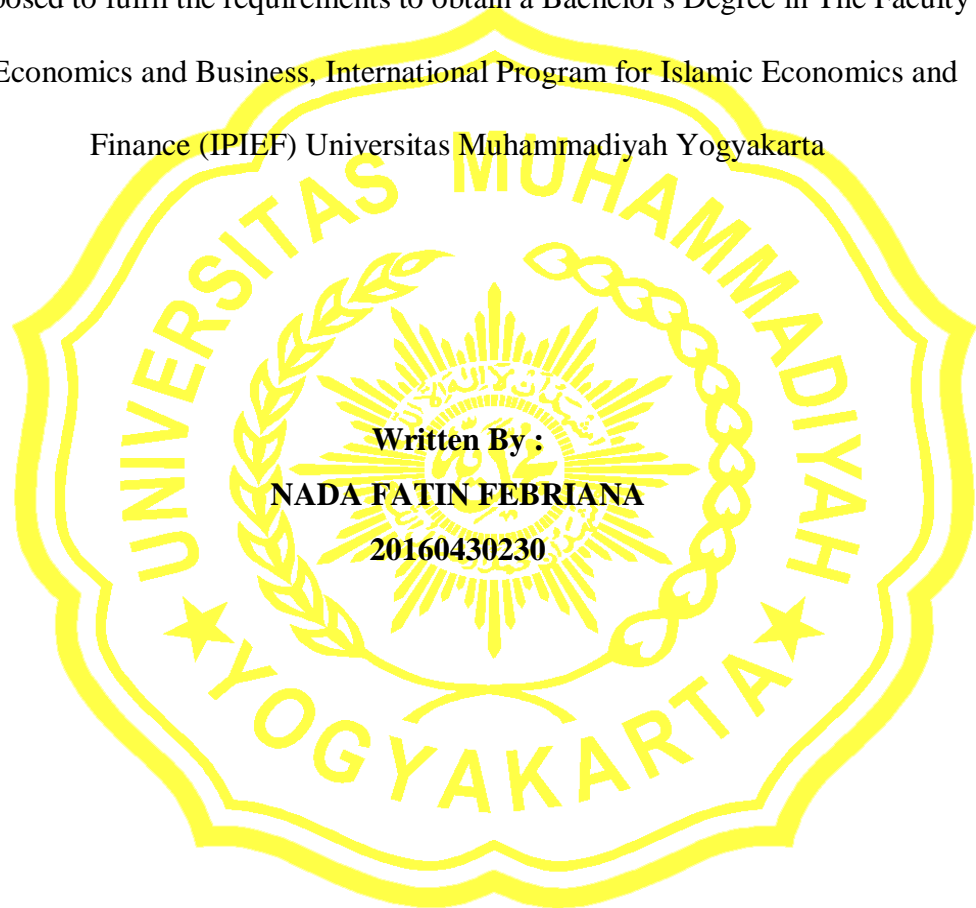 posed to fulfil the requirements to obtain a Bachelor's Degree in The Faculty
Economics and Business, International Program for Islamic Economics and
Finance (IPIEF) Universitas Muhammadiyah Yogyakarta
UNIVERSITAS MUHAMMADIYAH
Written By :
NADA FATIN FEBRIANA
20160430230
YOGYAKARTA